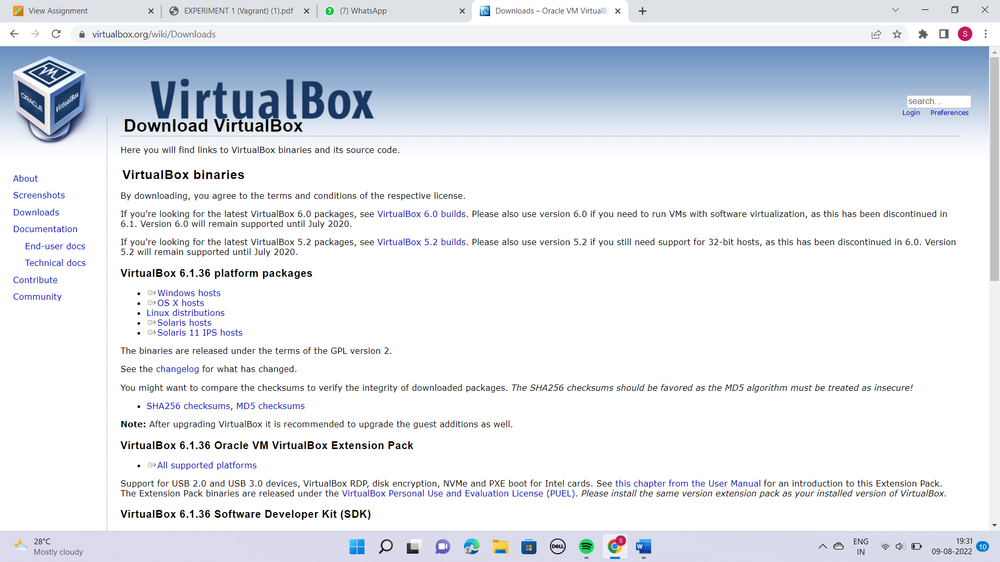 View Assignment
EXPERIMENT 1 (Vagrant) (1).pdf
(7) WhatsApp
Downloads – Oracle VM VirtualB
virtualbox.org/wiki/Downloads
S
ORACLE
VirtualBox
VirtualBox
search...
Login Preferences
Download VirtualBox
Here you will find links to VirtualBox binaries and its source code.
About
Screenshots
Downloads
Documentation
End-user docs
Technical docs
Contribute
Community
VirtualBox binaries
By downloading, you agree to the terms and conditions of the respective license.
If you're looking for the latest VirtualBox 6.0 packages, see VirtualBox 6.0 builds. Please also use version 6.0 if you need to run VMs with software virtualization, as this has been discontinued in
6.1. Version 6.0 will remain supported until July 2020.
If you're looking for the latest VirtualBox 5.2 packages, see VirtualBox 5.2 builds. Please also use version 5.2 if you still need support for 32-bit hosts, as this has been discontinued in 6.0. Version
5.2 will remain supported until July 2020.
VirtualBox 6.1.36 platform packages
Windows hosts
OS X hosts
Linux distributions
Solaris hosts
Solaris 11 IPS hosts
The binaries are released under the terms of the GPL version 2.
See the changelog for what has changed.
You might want to compare the checksums to verify the integrity of downloaded packages. The SHA256 checksums should be favored as the MD5 algorithm must be treated as insecure!
SHA256 checksums, MD5 checksums
Note: After upgrading VirtualBox it is recommended to upgrade the guest additions as well.
VirtualBox 6.1.36 Oracle VM VirtualBox Extension Pack
All supported platforms
Support for USB 2.0 and USB 3.0 devices, VirtualBox RDP, disk encryption, NVMe and PXE boot for Intel cards. See this chapter from the User Manual for an introduction to this Extension Pack.
The Extension Pack binaries are released under the VirtualBox Personal Use and Evaluation License (PUEL). Please install the same version extension pack as your installed version of VirtualBox.
VirtualBox 6.1.36 Software Developer Kit (SDK)
28°C
Mostly cloudy
DELL
S
W
ENG
IN
19:31
09-08-2022
10